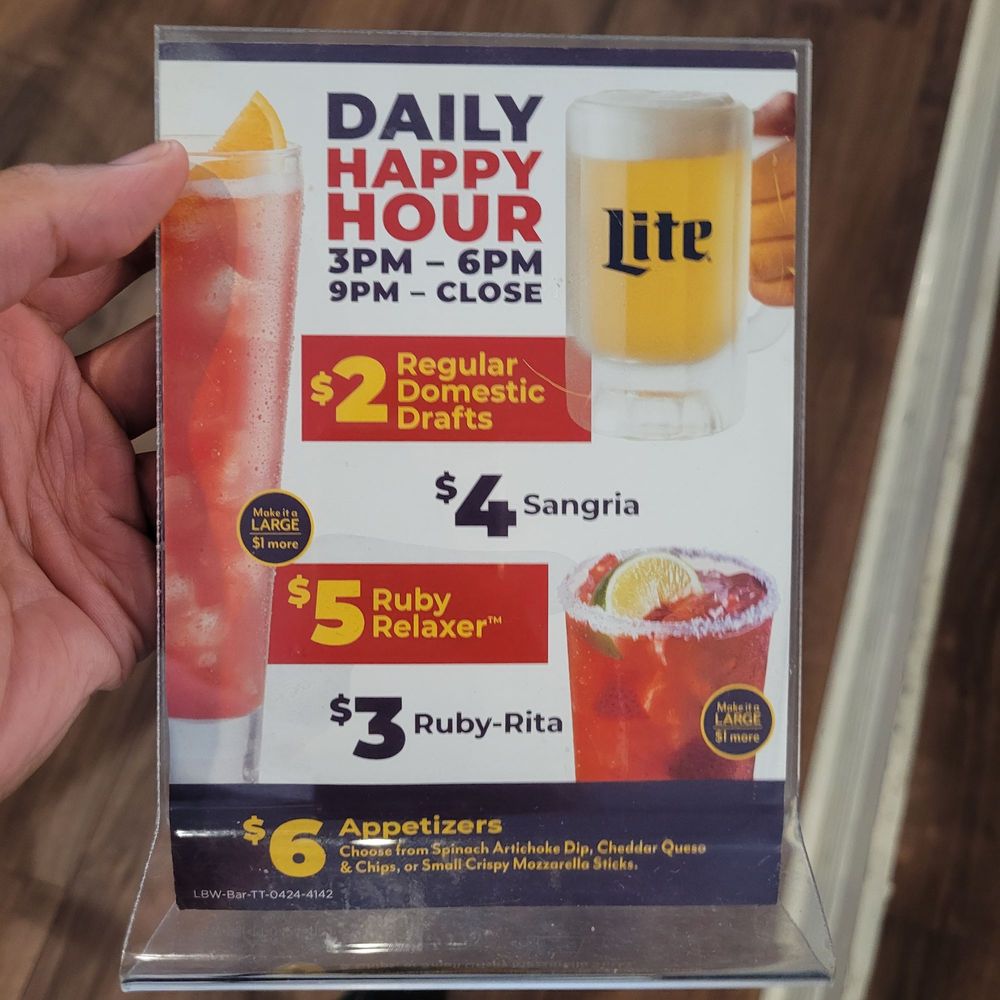 DAILY
HAPPY
HOUR
3PM – 6PM
9PM – CLOSE
Lite
$2 Regular
Domestic
Drafts
$4 Sangria
Make it a
LARGE
$1 more
$5 Ruby
Relaxer™
$3 Ruby-Rita
Make it a
LARGE
$1 more
$6 Appetizers
Choose from Spinach Artichoke Dip, Cheddar Queso
& Chips, or Small Crispy Mozzarella Sticks.
LBW-Bar-TT-0424-4142